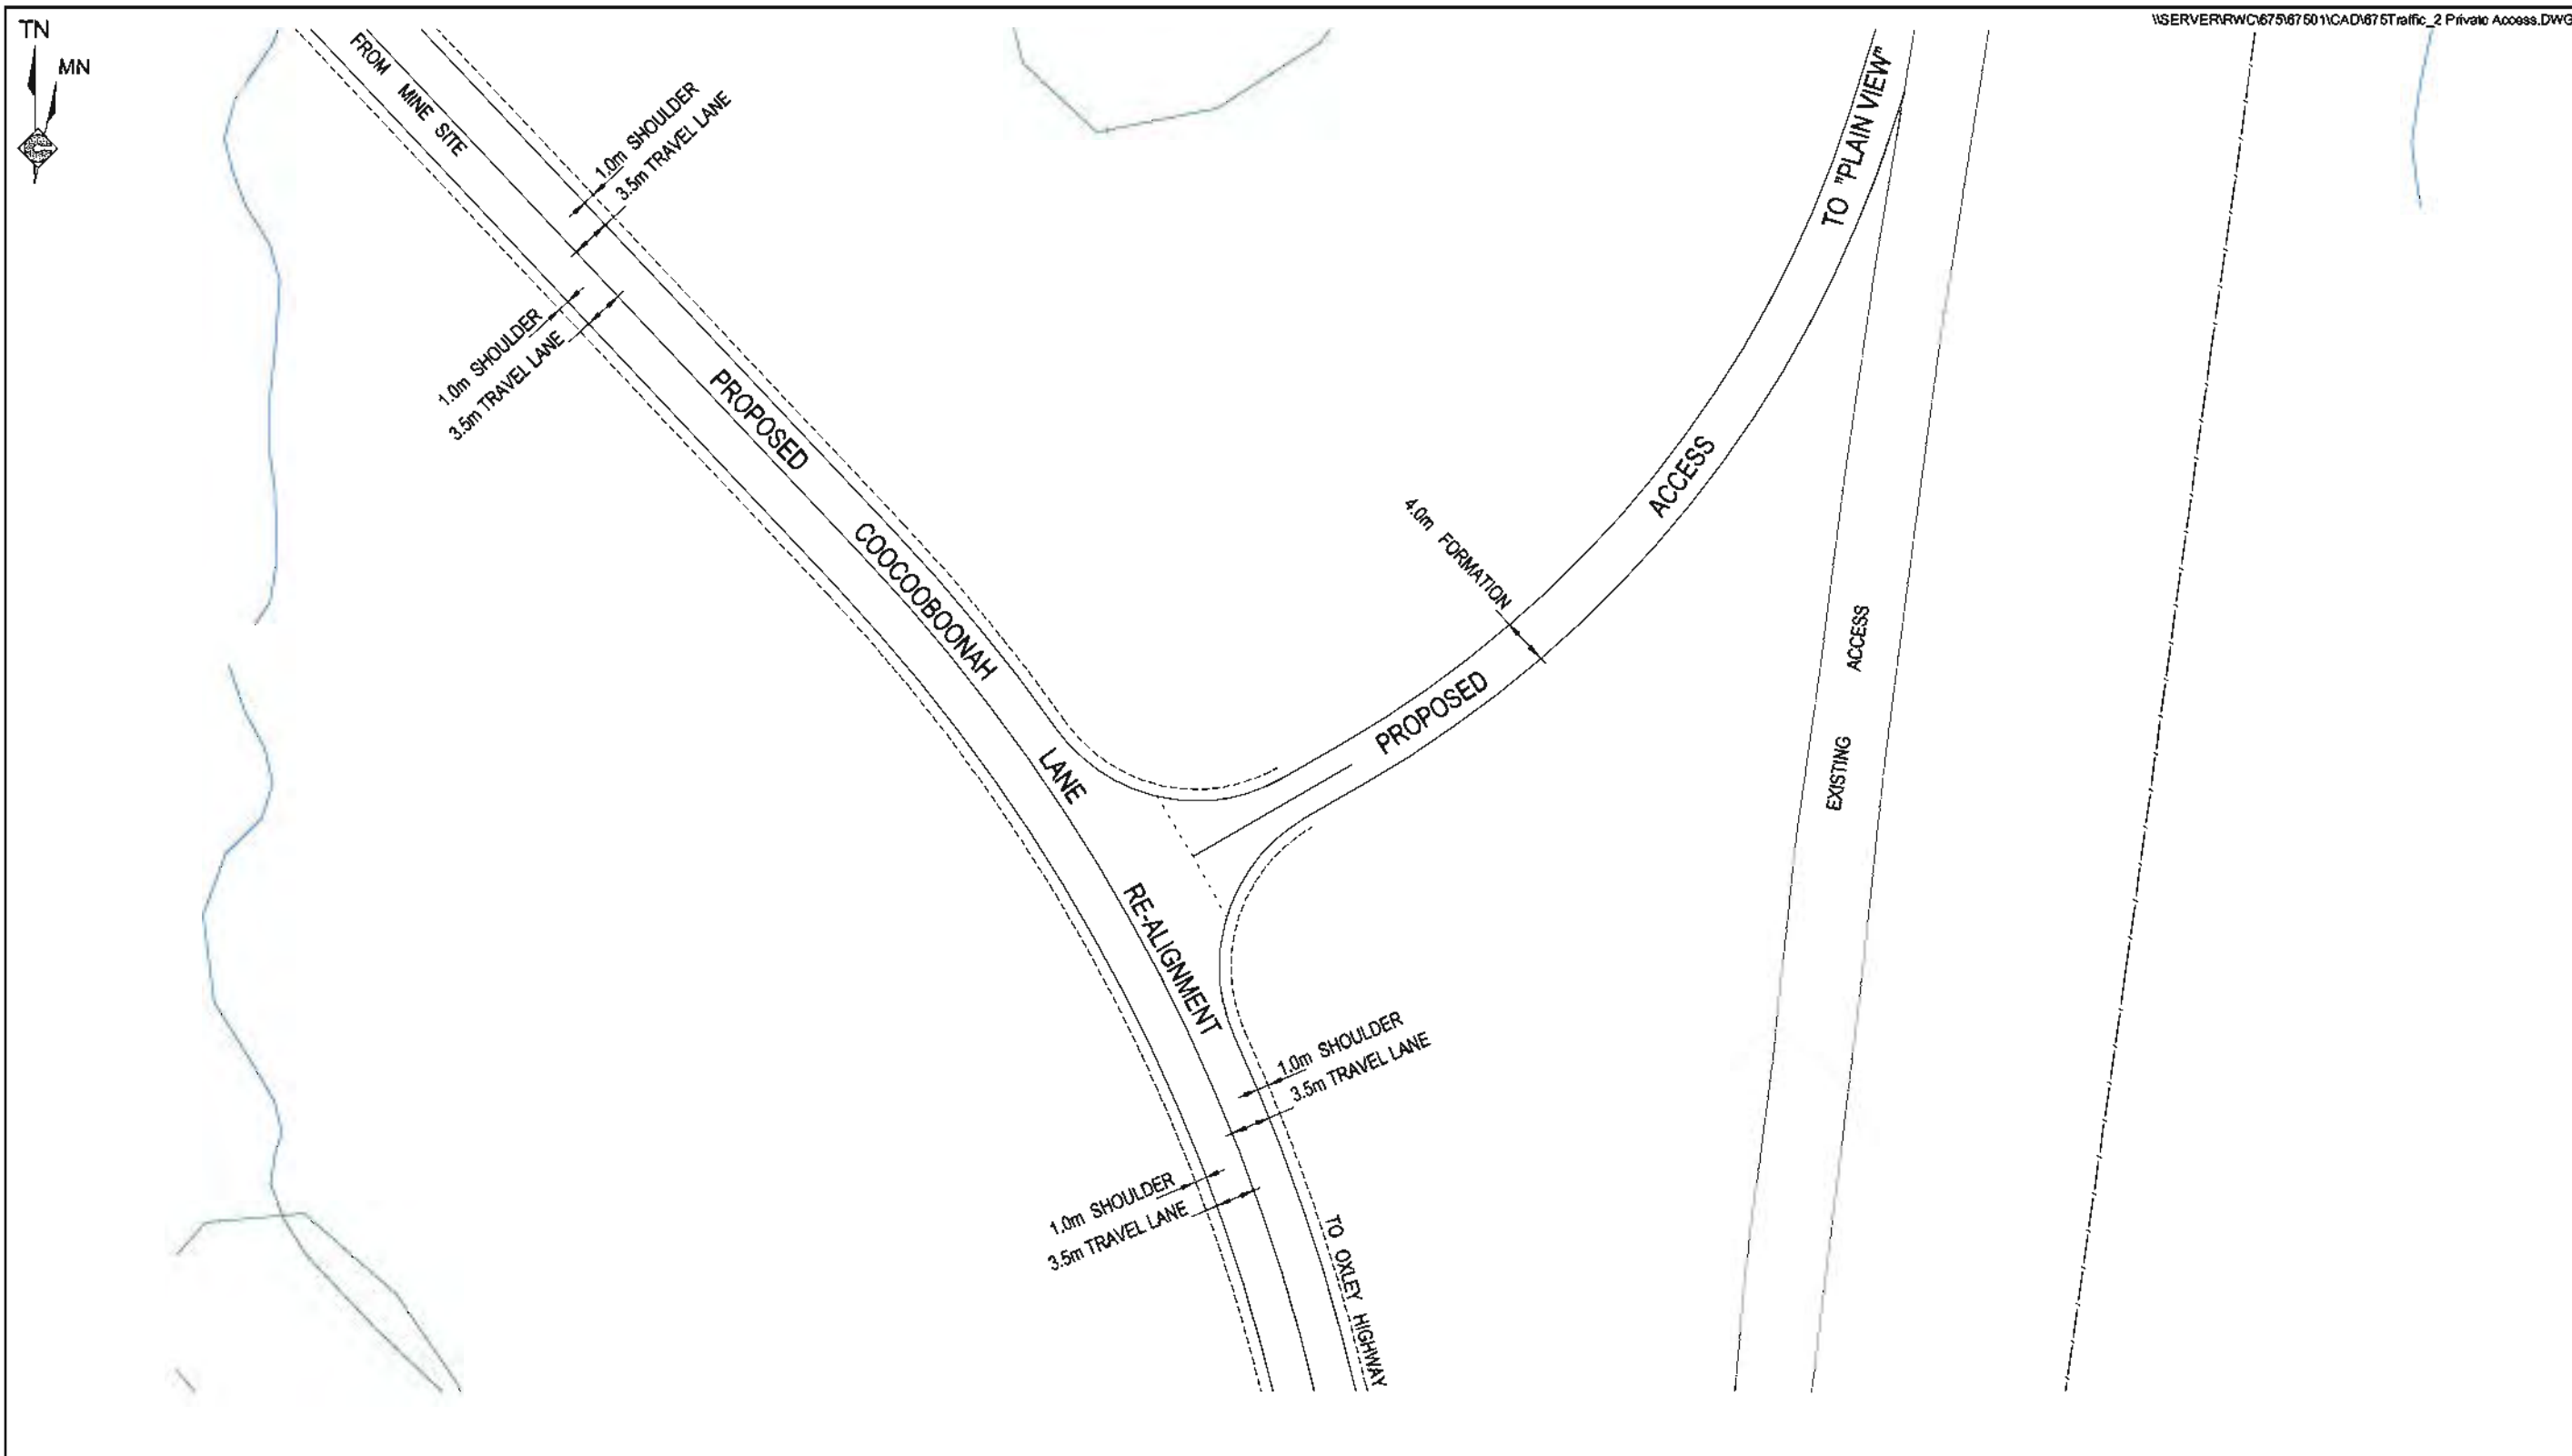 \\SERVER\RWC\675\67501\CAD\675Traffic_2 Private Access.DWG
TN
MN
FROM MINE SITE
1.0m SHOULDER
3.5m TRAVEL LANE
1.0m SHOULDER
3.5m TRAVEL LANE
PROPOSED COOCOOBOONAH LANE RE-ALIGNMENT
TO "PLAIN VIEW"
4.0m FORMATION
PROPOSED ACCESS
EXISTING ACCESS
1.0m SHOULDER
3.5m TRAVEL LANE
1.0m SHOULDER
3.5m TRAVEL LANE
TO OXLEY HIGHWAY